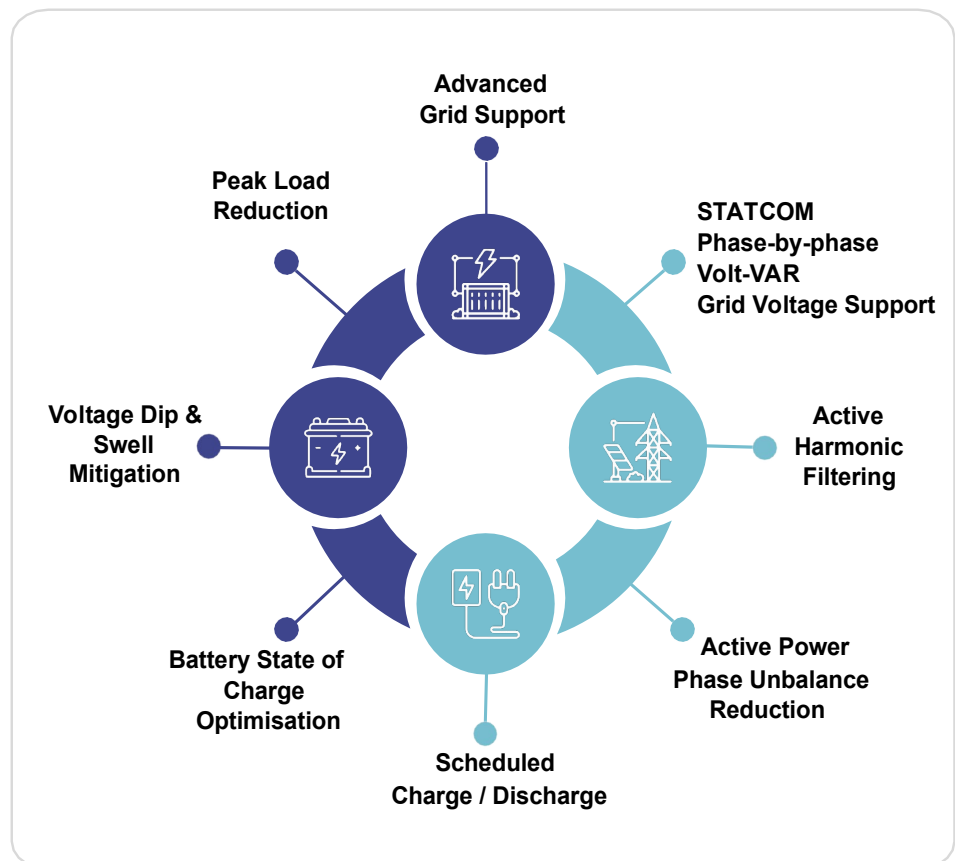 Advanced
Grid Support
Peak Load
Reduction
STATCOM
Phase-by-phase
Volt-VAR
Grid Voltage Support
Voltage Dip &
Swell
Mitigation
Active
Harmonic
Filtering
Battery State of
Charge
Optimisation
Active Power
Phase Unbalance
Reduction
Scheduled
Charge / Discharge